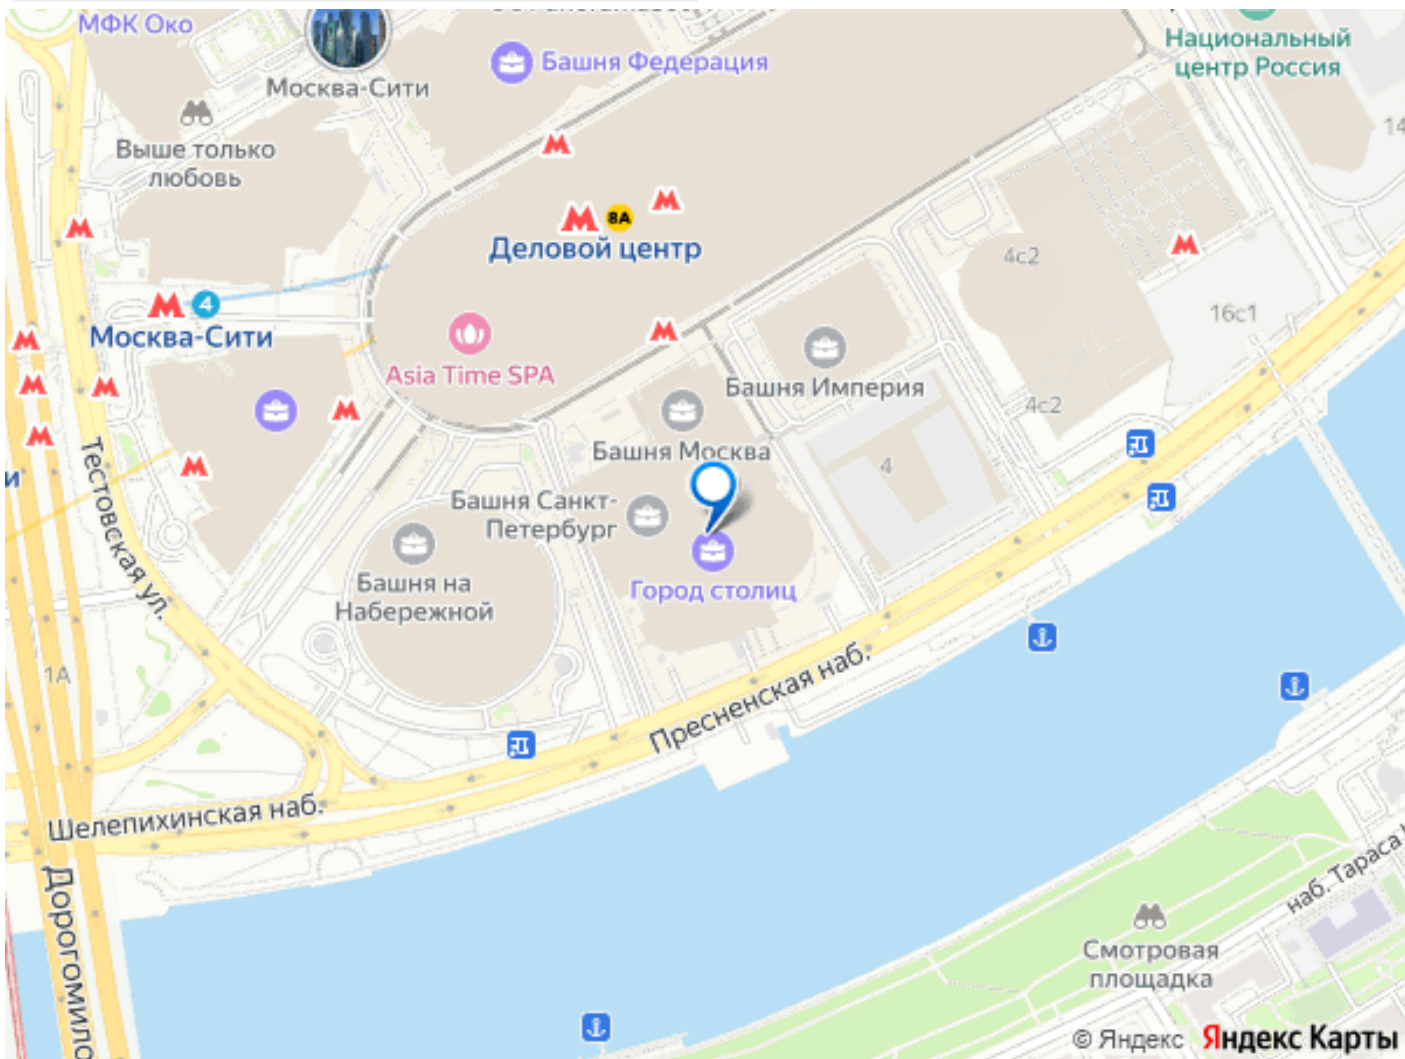 МФК Око
Москва-Сити
Башня Федерация
Национальный
центр Россия
Выше только
любовь
14
8А
Деловой центр
4с2
16с1
4
Москва-Сити
Asia Time SPA
Башня Империя
4с2
Башня Москва
4
и
Тестовская ул.
Башня Санкт-
Петербург
Башня на
Набережной
Город столиц
1А
Пресненская наб.
Шелепихинская наб.
Дорогомило
наб. Тараса
Смотровая
площадка
© Яндекс Яндекс Карты